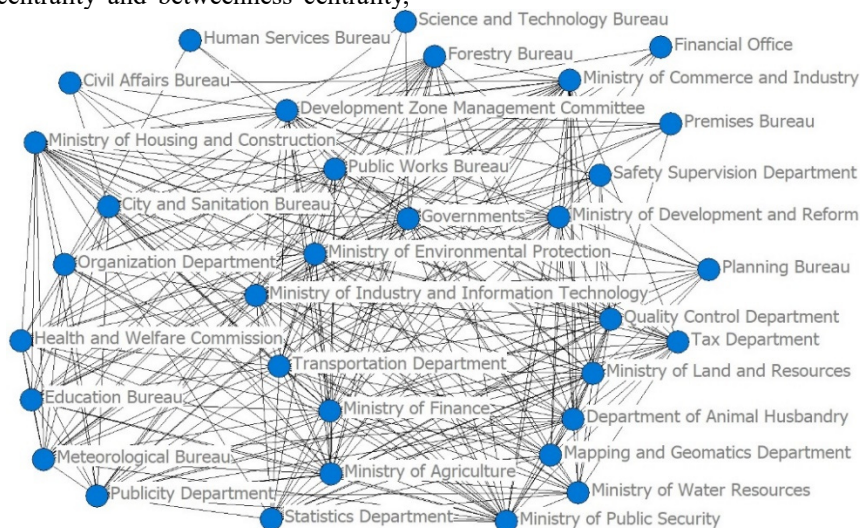 centrality and betweenness centrality,
Science and Technology Bureau
Human Services Bureau
Financial Office
Forestry Bureau
Civil Affairs Bureau
Ministry of Commerce and Industry
Development Zone Management Committee
Premises Bureau
Ministry of Housing and Construction
Public Works Bureau
Safety Supervision Department
City and Sanitation Bureau
Governments
Ministry of Development and Reform
Ministry of Environmental Protection
Organization Department
Planning Bureau
Ministry of Industry and Information Technology
Quality Control Department
Health and Welfare Commission
Tax Department
Transportation Department
Ministry of Land and Resources
Education Bureau
Ministry of Finance
Department of Animal Husbandry
Mapping and Geomatics Department
Meteorological Bureau
Ministry of Agriculture
Publicity Department
Ministry of Water Resources
Statistics Department
Ministry of Public Security